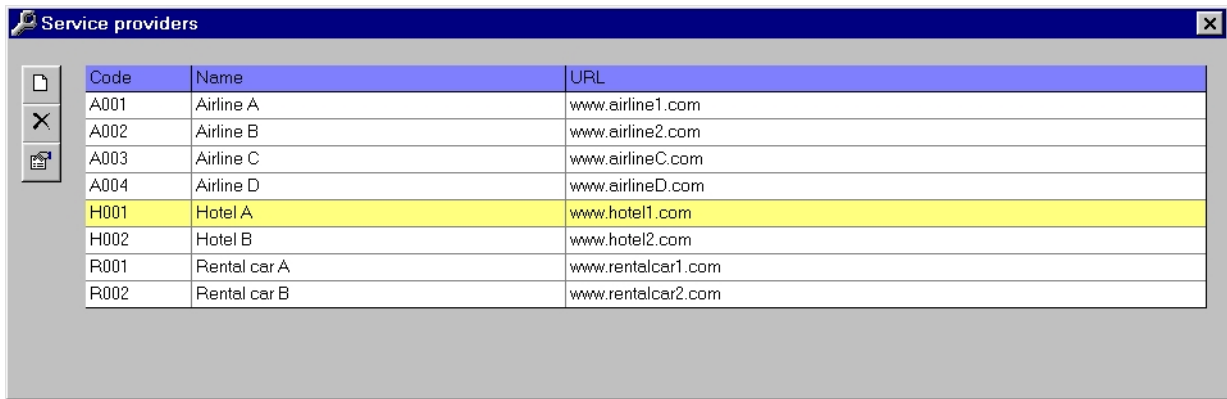 Service providers
Code Name URL
A001 Airline A www.airline1.com
A002 Airline B www.airline2.com
A003 Airline C www.airlineC.com
A004 Airline D www.airlineD.com
H001 Hotel A www.hotel1.com
H002 Hotel B www.hotel2.com
R001 Rental car A www.rentalcar1.com
R002 Rental car B www.rentalcar2.com